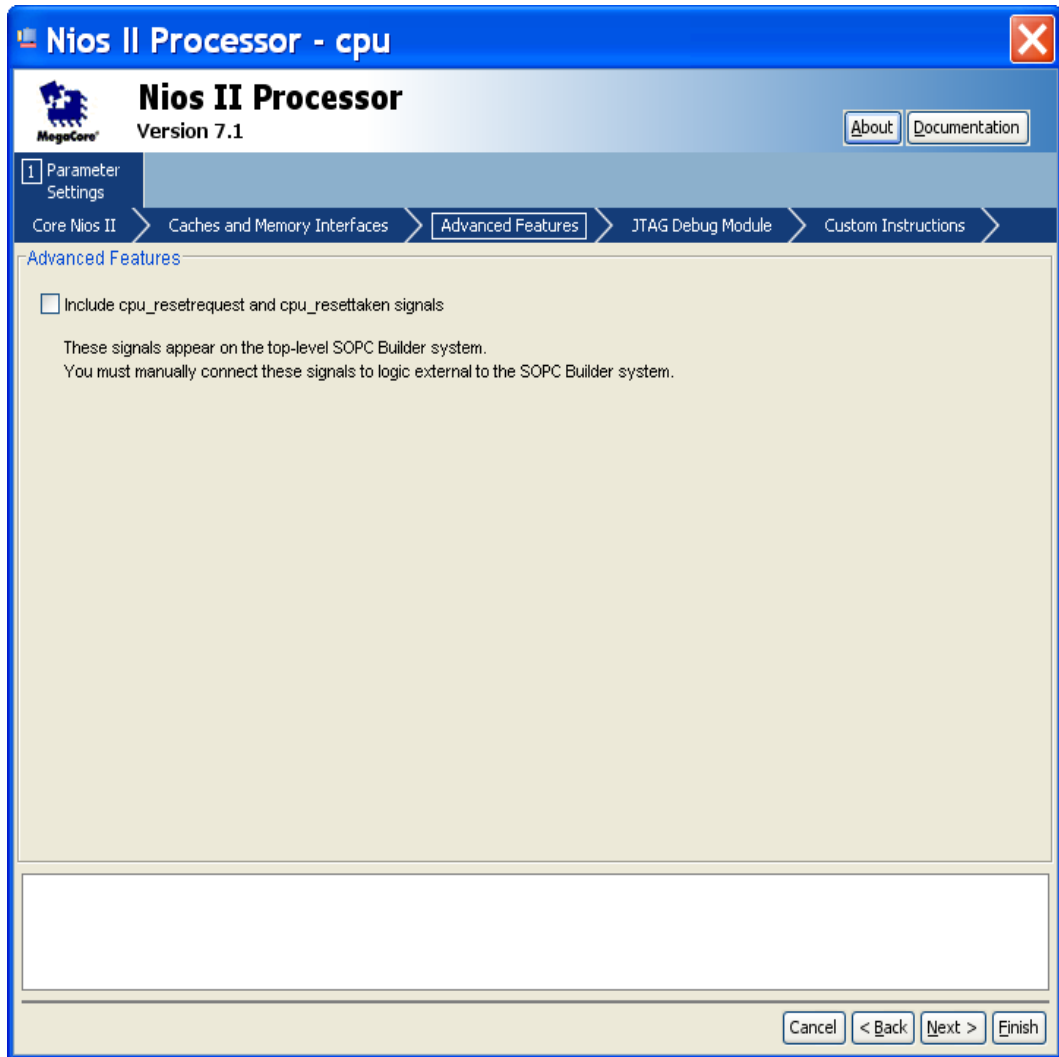 Nios II Processor - cpu
MegaCore®
Nios II Processor
Version 7.1
About
Documentation
1 Parameter
Settings
Core Nios II
Caches and Memory Interfaces
Advanced Features
JTAG Debug Module
Custom Instructions
Advanced Features
Include cpu_resetrequest and cpu_resettaken signals
These signals appear on the top-level SOPC Builder system.
You must manually connect these signals to logic external to the SOPC Builder system.
Cancel
< Back
Next >
Finish